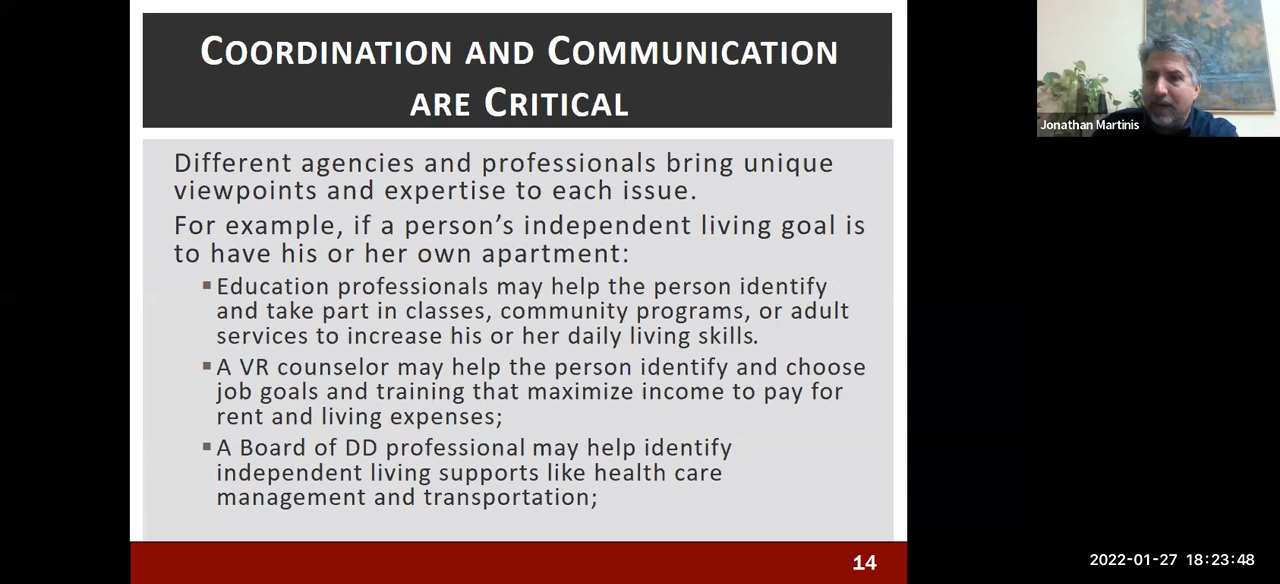 COORDINATION AND COMMUNICATION
ARE CRITICAL
Different agencies and professionals bring unique
viewpoints and expertise to each issue.
For example, if a person’s independent living goal is
to have his or her own apartment:
▪Education professionals may help the person identify
and take part in classes, community programs, or adult
services to increase his or her daily living skills.
▪A VR counselor may help the person identify and choose
job goals and training that maximize income to pay for
rent and living expenses;
▪A Board of DD professional may help identify
independent living supports like health care
management and transportation;
14
Jonathan Martinis
2022-01-27 18:23:48